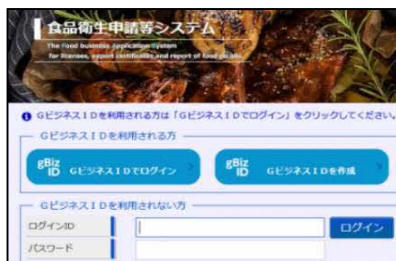 食品衛生申請等システム
The Food business Application System
for licenses, export certificates and report of food recalls
GビジネスIDを利用される方は「GビジネスIDでログイン」をクリックしてください。
GビジネスIDを利用される方
gBiz ID GビジネスIDでログイン
gBiz ID GビジネスIDを作成
GビジネスIDを利用されない方
ログインID
ログイン
パスワード